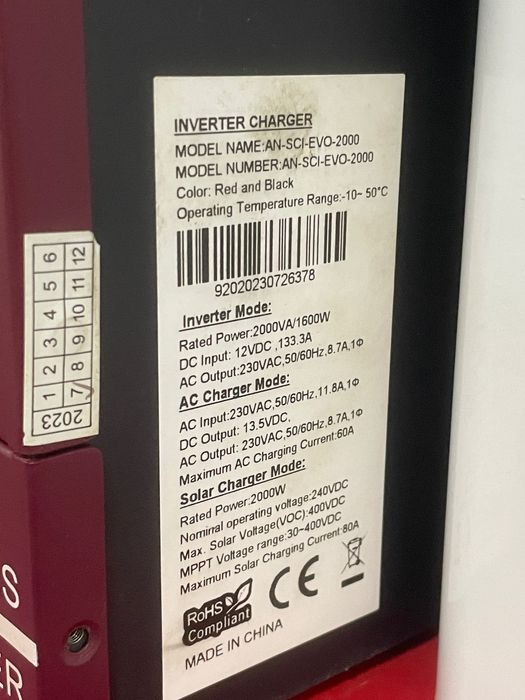 INVERTER CHARGER
MODEL NAME:AN-SCI-EVO-2000
MODEL NUMBER:AN-SCI-EVO-2000
Color: Red and Black
Operating Temperature Range:-10~ 50°C
92020230726378
Inverter Mode:
Rated Power:2000VA/1600W
DC Input: 12VDC ,133.3A
AC Output:230VAC,50/60Hz,8.7A,1Φ
AC Charger Mode:
AC Input:230VAC,50/60Hz,11.8A,1Φ
DC Output: 13.5VDC,
AC Output: 230VAC,50/60Hz,8.7A,1Φ
Maximum AC Charging Current:60A
Solar Charger Mode:
Rated Power:2000W
Nomirral operating voltage:240VDC
Max. Solar Voltage(VOC):400VDC
MPPT Voltage range:30~400VDC
Maximum Solar Charging Current:80A
RoHS
Compliant
CE
MADE IN CHINA
2023
1 2 3 4 5 6
7 8 9 10 11 12
S
ER